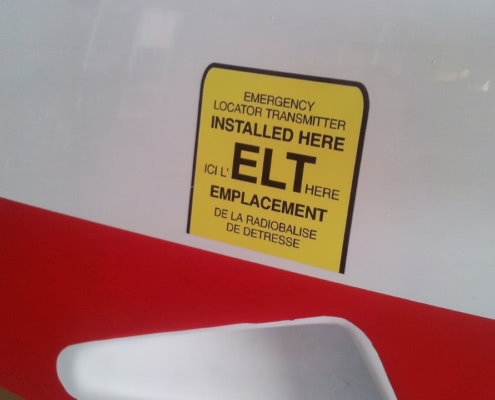 EMERGENCY
LOCATOR TRANSMITTER
INSTALLED HERE
ICI L' ELT HERE
EMPLACEMENT
DE LA RADIOBALISE
DE DETRESSE